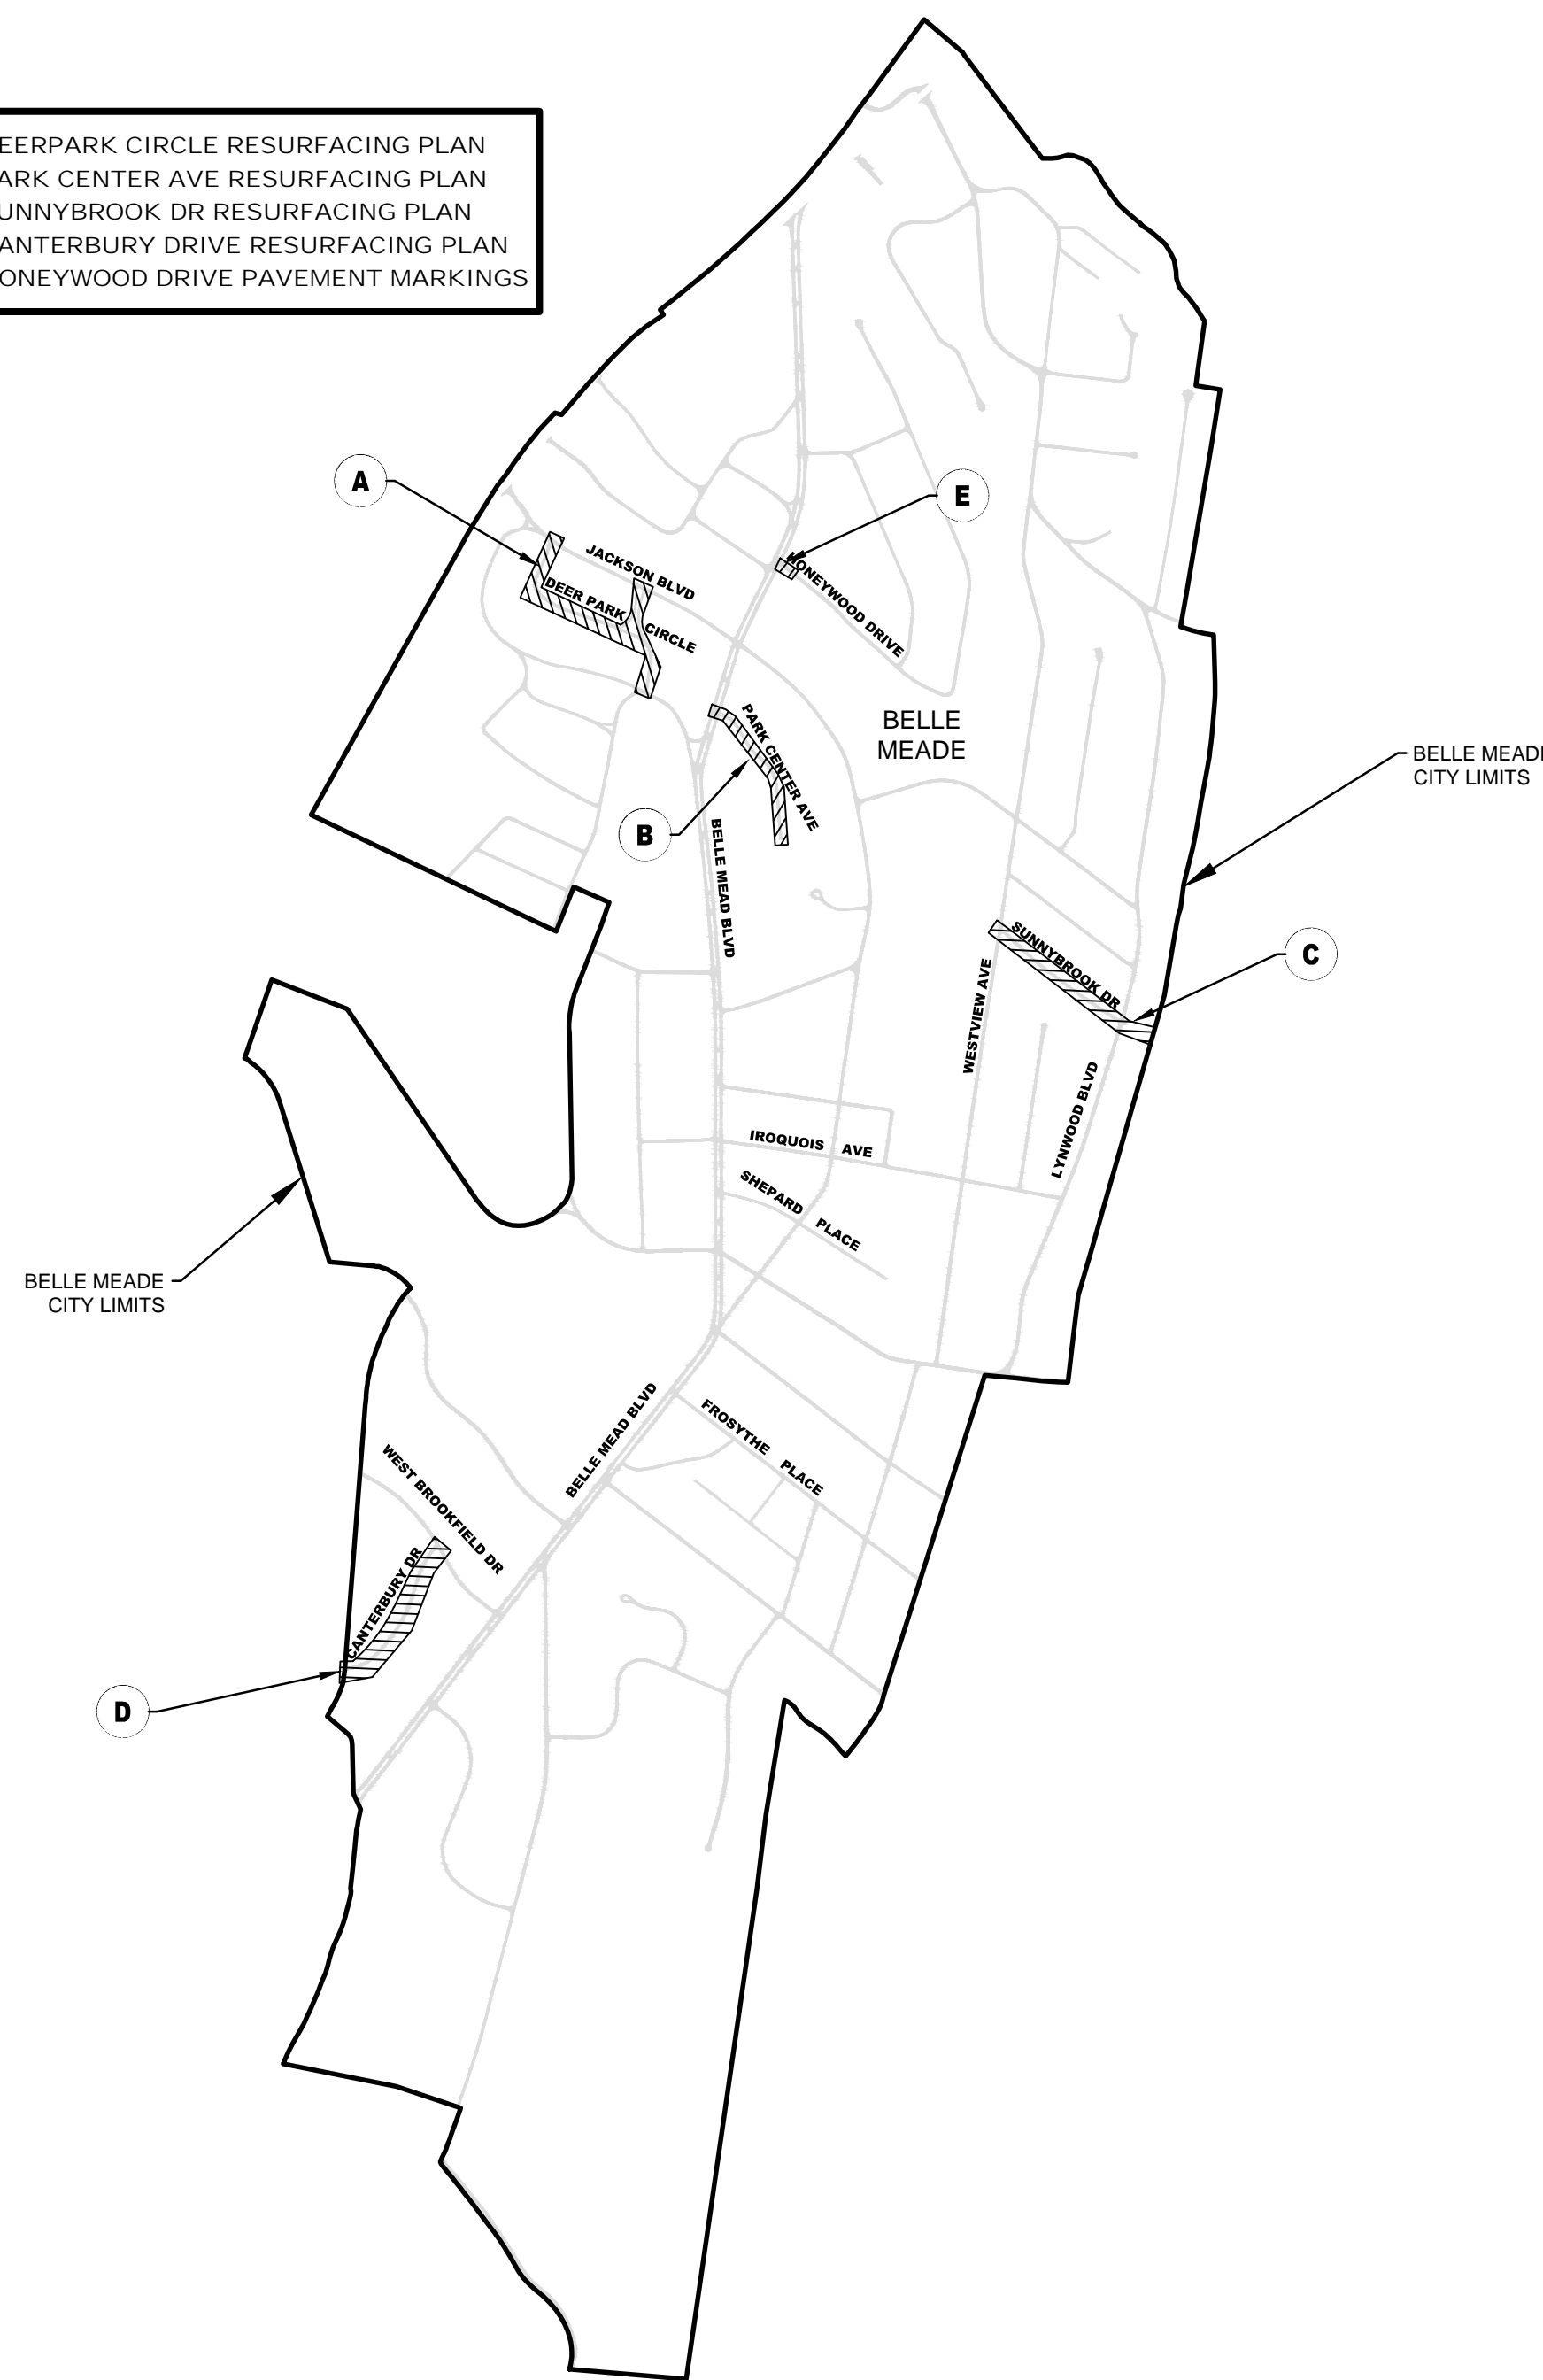 EERPARK CIRCLE RESURFACING PLAN
ARK CENTER AVE RESURFACING PLAN
UNNYBROOK DR RESURFACING PLAN
ANTERBURY DRIVE RESURFACING PLAN
ONEYWOOD DRIVE PAVEMENT MARKINGS
A
E
JACKSON BLVD
DEER PARK
CIRCLE
HONEYWOOD DRIVE
PARK CENTER AVE
BELLE
MEADE
BELLE MEADE
CITY LIMITS
B
BELLE MEAD BLVD
SUNNYBROOK DR
C
WESTVIEW AVE
LYNWOOD BLVD
IROQUOIS AVE
SHEPARD PLACE
BELLE MEADE
CITY LIMITS
BELLE MEAD BLVD
FROSYTHE PLACE
WEST BROOKFIELD DR
CANTERBURY DR
D